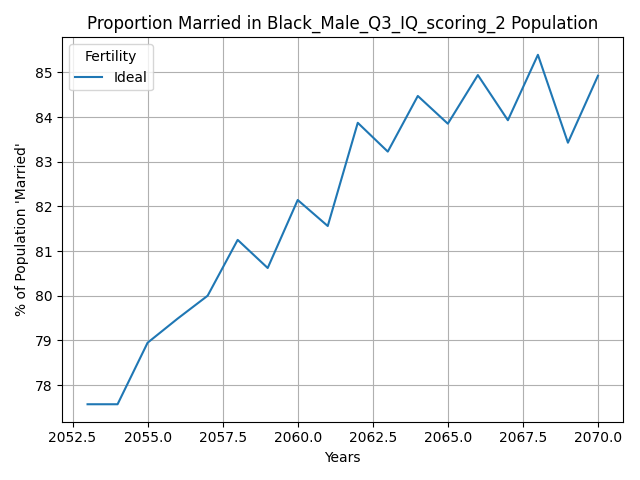 Proportion Married in Black_Male_Q3_IQ_scoring_2 Population
Fertility
Ideal
% of Population 'Married'
85
84
83
82
81
80
79
78
2052.5 2055.0 2057.5 2060.0 2062.5 2065.0 2067.5 2070.0
Years